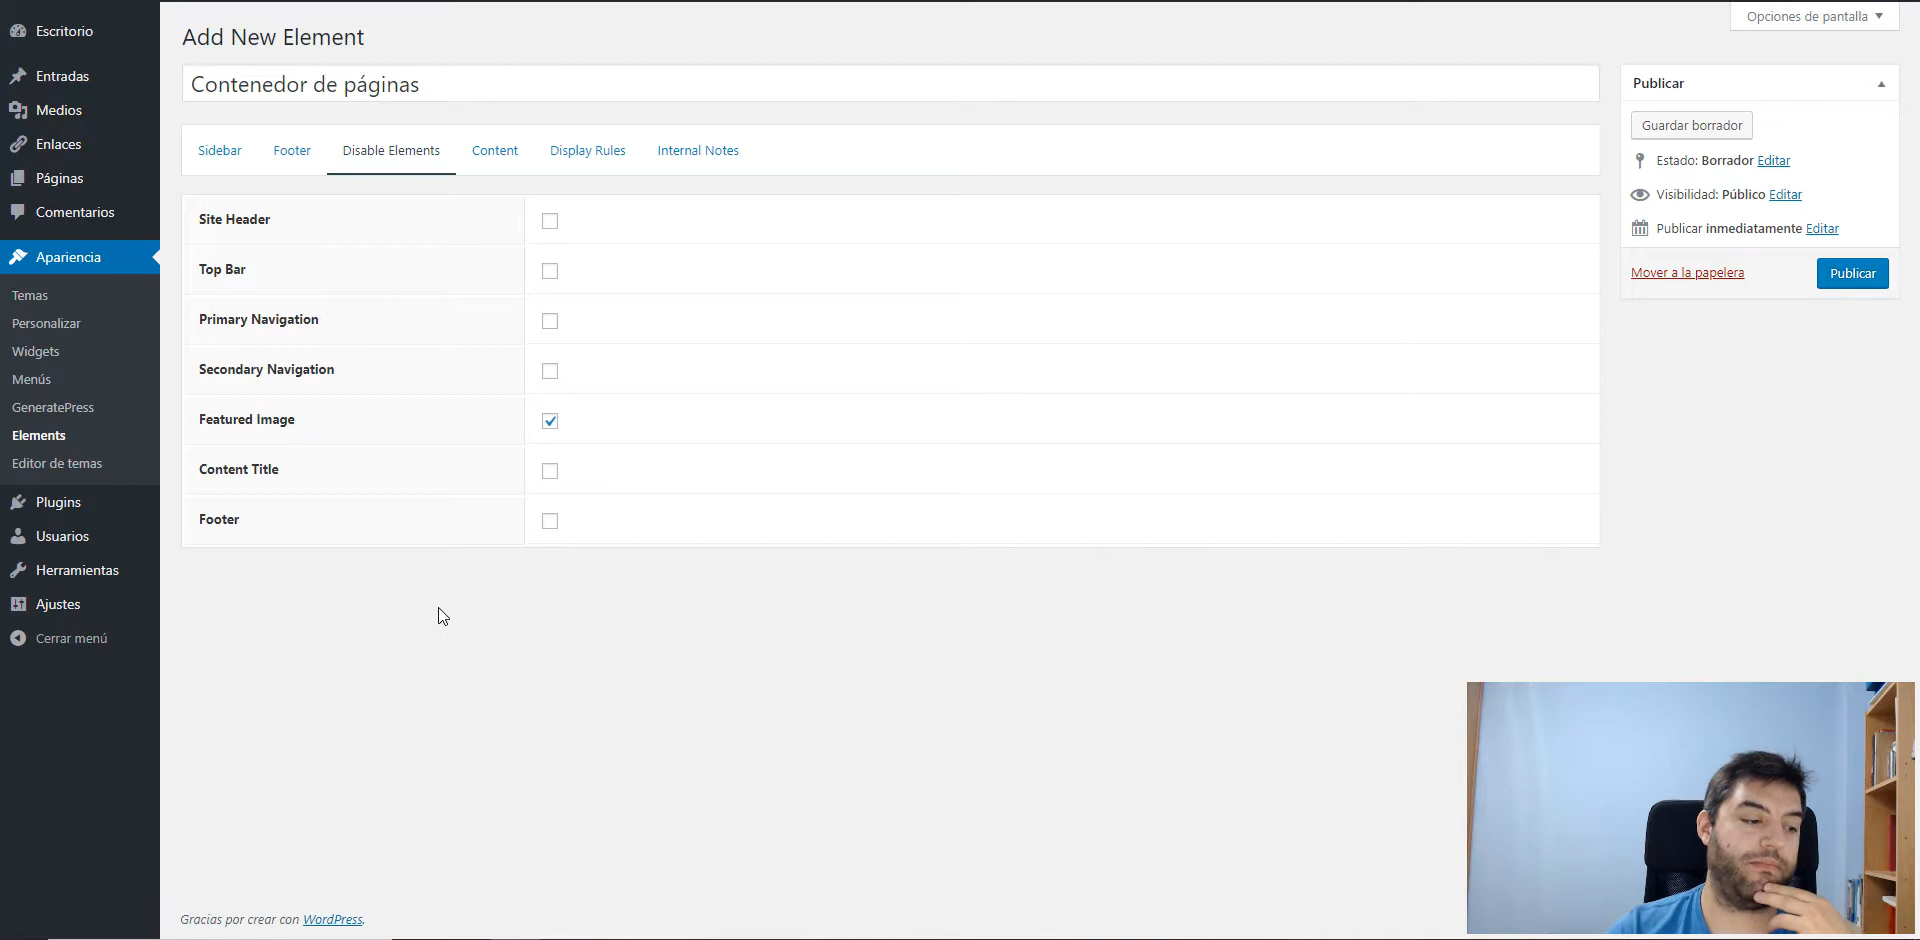 Escritorio
Entradas
Medios
Enlaces
Páginas
Comentarios
Apariencia
Temas
Personalizar
Widgets
Menús
GeneratePress
Elements
Editor de temas
Plugins
Usuarios
Herramientas
Ajustes
Cerrar menú
Opciones de pantalla
Add New Element
Contenedor de páginas
Sidebar Footer Disable Elements Content Display Rules Internal Notes
Site Header
Top Bar
Primary Navigation
Secondary Navigation
Featured Image
Content Title
Footer
Publicar
Guardar borrador
Estado: Borrador Editar
Visibilidad: Público Editar
Publicar inmediatamente Editar
Mover a la papelera Publicar
Gracias por crear con WordPress.